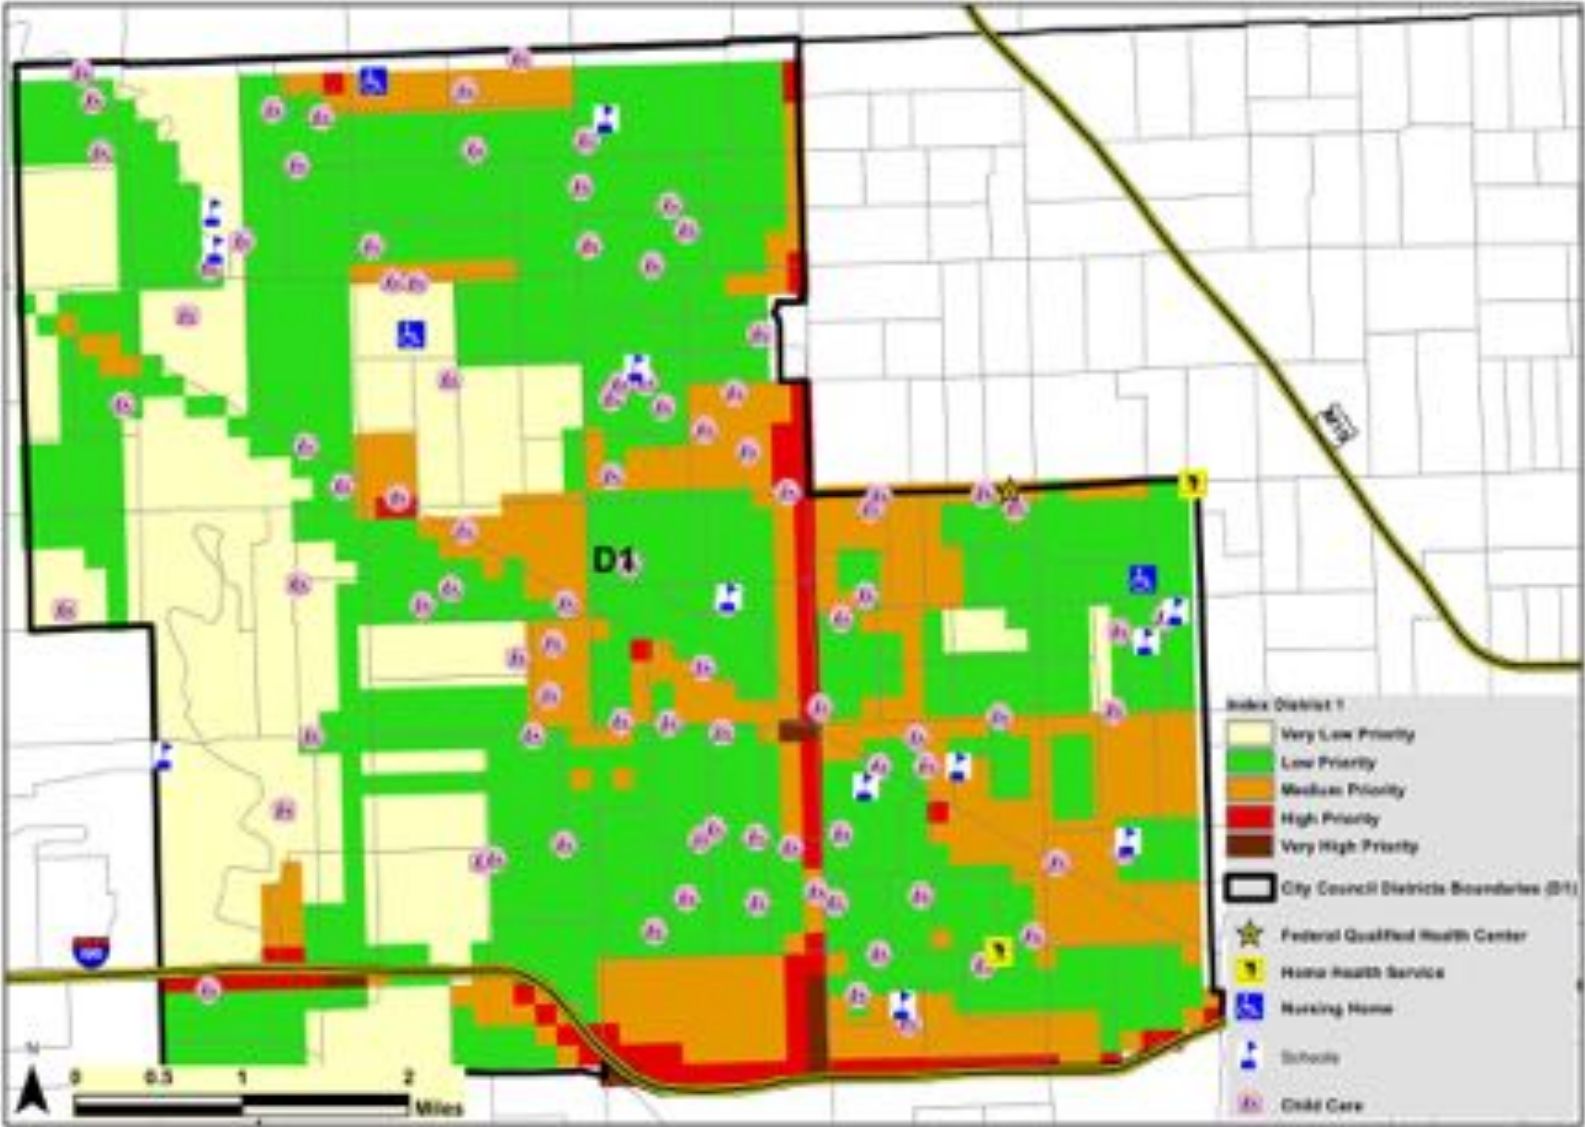 D1
Index District 1
Very Low Priority
Low Priority
Medium Priority
High Priority
Very High Priority
City Council Districts Boundaries (D1)
Federal Qualified Health Center
Home Health Service
Nursing Home
Schools
Child Care
N
0 0.5 1 2
Miles